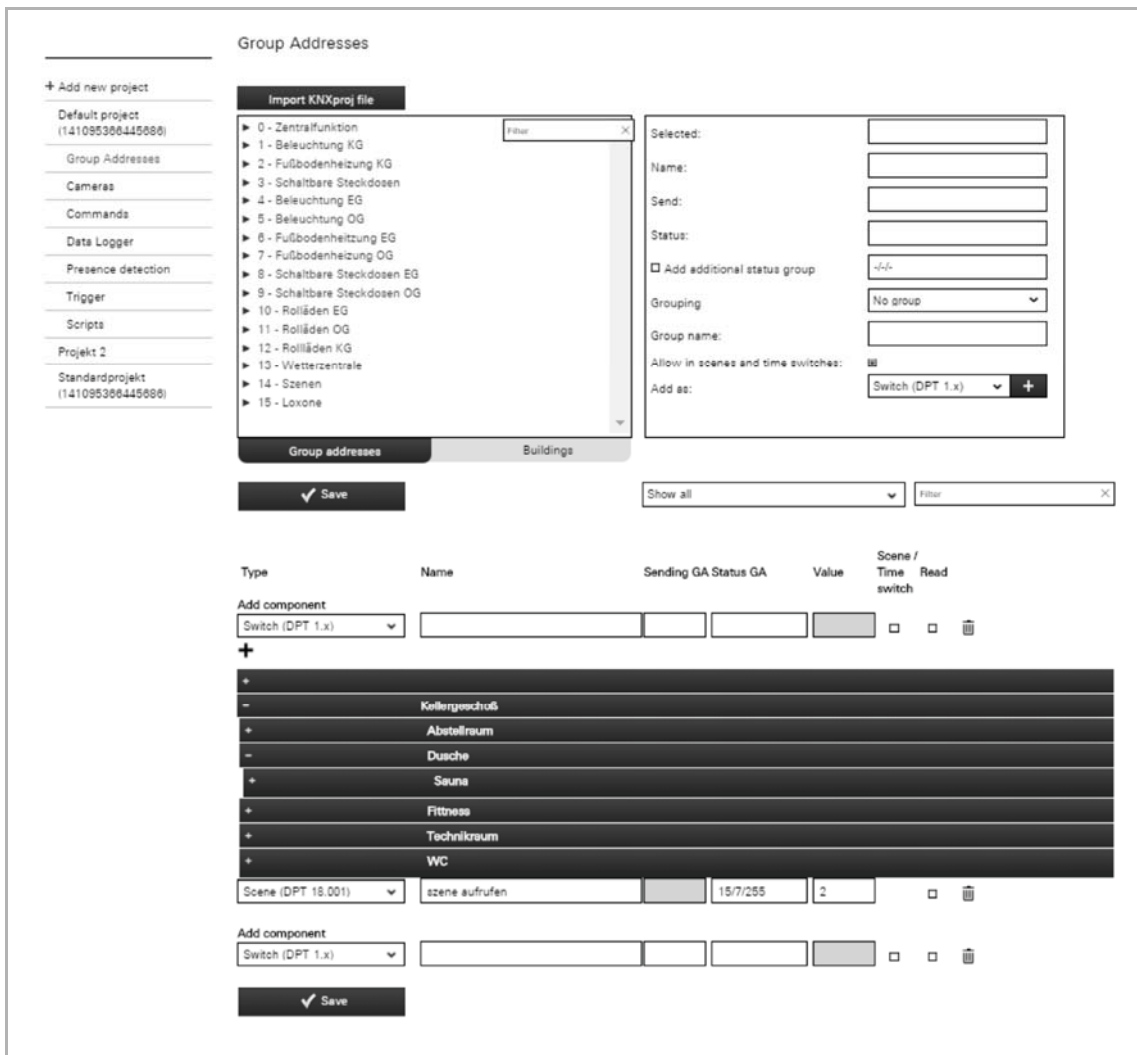 Group Addresses
+ Add new project
Default project
(141095366445686)
Group Addresses
Cameras
Commands
Data Logger
Presence detection
Trigger
Scripts
Projekt 2
Standardprojekt
(141095366445686)
Import KNXproj file
Filter
0 - Zentralfunktion
1 - Beleuchtung KG
2 - Fußbodenheizung KG
3 - Schaltbare Steckdosen
4 - Beleuchtung EG
5 - Beleuchtung OG
6 - Fußbodenheitzung EG
7 - Fußbodenheizung OG
8 - Schaltbare Steckdosen EG
9 - Schaltbare Steckdosen OG
10 - Rolläden EG
11 - Rolläden OG
12 - Rollläden KG
13 - Wetterzentrale
14 - Szenen
15 - Loxone
Group addresses
Buildings
Selected:
Name:
Send:
Status:
Add additional status group -/-/-
Grouping No group
Group name:
Allow in scenes and time switches:
Add as: Switch (DPT 1.x) +
Save
Show all
Filter
Type Name Sending GA Status GA Value Scene / Time switch Read
Add component
Switch (DPT 1.x)
+
+
- Kellergeschoß
+ Abstellraum
- Dusche
+ Sauna
+ Fittness
+ Technikraum
+ WC
Scene (DPT 18.001) szene aufrufen 15/7/255 2
Add component
Switch (DPT 1.x)
Save